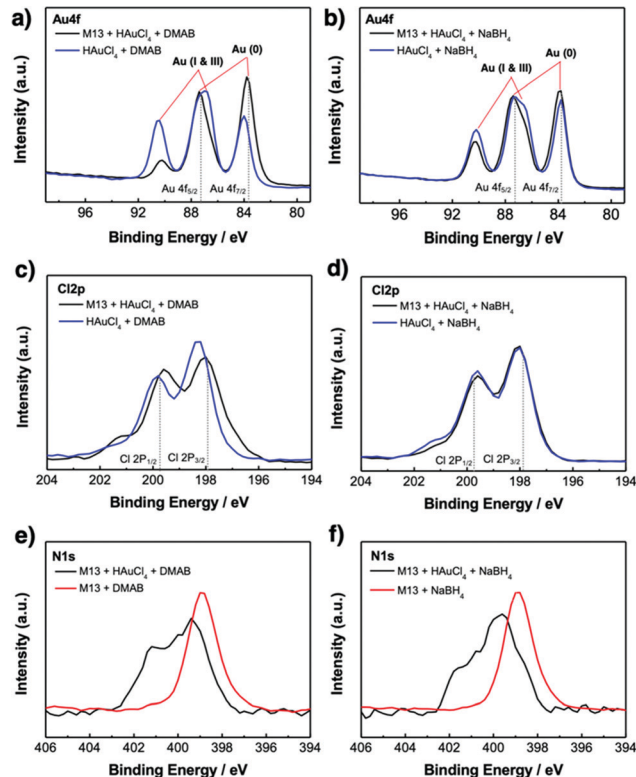 a)
Au4f
M13 + HAuCl₄ + DMAB
HAuCl₄ + DMAB
Au (I & III)
Au (0)
Intensity (a.u.)
Au 4f₅/₂
Au 4f₇/₂
96 92 88 84 80
Binding Energy / eV
b)
Au4f
M13 + HAuCl₄ + NaBH₄
HAuCl₄ + NaBH₄
Au (I & III)
Au (0)
Intensity (a.u.)
Au 4f₅/₂
Au 4f₇/₂
96 92 88 84 80
Binding Energy / eV
c)
Cl2p
M13 + HAuCl₄ + DMAB
HAuCl₄ + DMAB
Intensity (a.u.)
Cl 2P₁/₂
Cl 2P₃/₂
204 202 200 198 196 194
Binding Energy / eV
d)
Cl2p
M13 + HAuCl₄ + NaBH₄
HAuCl₄ + NaBH₄
Intensity (a.u.)
Cl 2P₁/₂
Cl 2P₃/₂
204 202 200 198 196 194
Binding Energy / eV
e)
N1s
M13 + HAuCl₄ + DMAB
M13 + DMAB
Intensity (a.u.)
406 404 402 400 398 396 394
Binding Energy / eV
f)
N1s
M13 + HAuCl₄ + NaBH₄
M13 + NaBH₄
Intensity (a.u.)
406 404 402 400 398 396 394
Binding Energy / eV